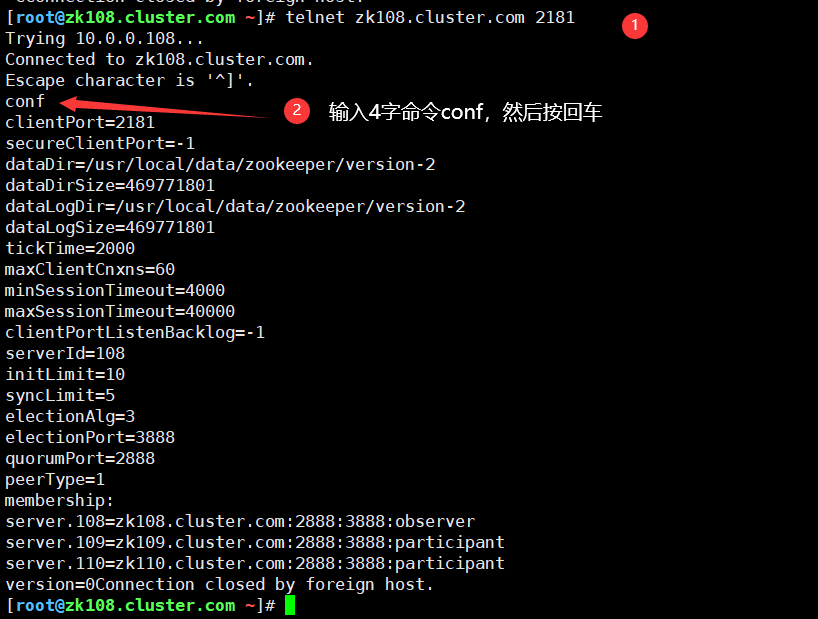 [root@zk108.cluster.com ~]# telnet zk108.cluster.com 2181
1
Trying 10.0.0.108...
Connected to zk108.cluster.com.
Escape character is '^]'.
conf
2 输入4字命令conf，然后按回车
clientPort=2181
secureClientPort=-1
dataDir=/usr/local/data/zookeeper/version-2
dataDirSize=469771801
dataLogDir=/usr/local/data/zookeeper/version-2
dataLogSize=469771801
tickTime=2000
maxClientCnxns=60
minSessionTimeout=4000
maxSessionTimeout=40000
clientPortListenBacklog=-1
serverId=108
initLimit=10
syncLimit=5
electionAlg=3
electionPort=3888
quorumPort=2888
peerType=1
membership:
server.108=zk108.cluster.com:2888:3888:observer
server.109=zk109.cluster.com:2888:3888:participant
server.110=zk110.cluster.com:2888:3888:participant
version=0Connection closed by foreign host.
[root@zk108.cluster.com ~]#